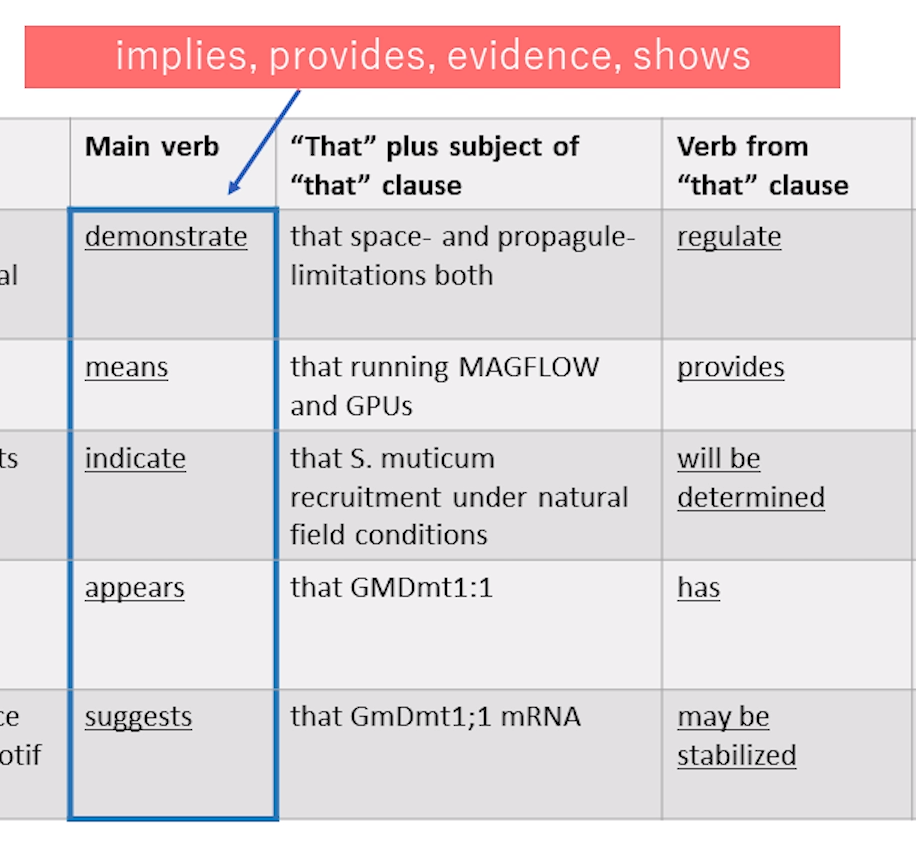 implies, provides, evidence, shows
Main verb
“That” plus subject of
“that” clause
Verb from
“that” clause
demonstrate
that space- and propagule-
limitations both
regulate
al
means
that running MAGFLOW
and GPUs
provides
ts
indicate
that S. muticum
recruitment under natural
field conditions
will be
determined
appears
that GMDmt1:1
has
ce
otif
suggests
that GmDmt1;1 mRNA
may be
stabilized